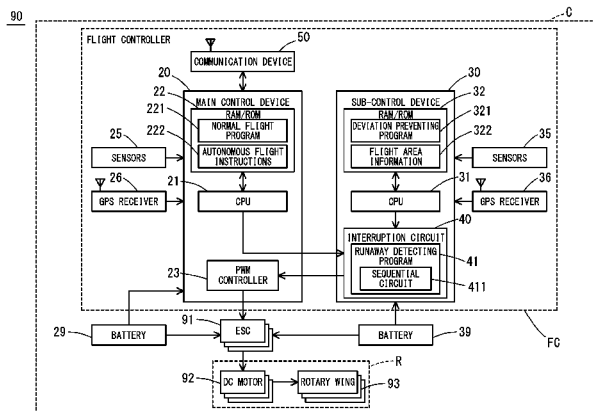 90
C
FLIGHT CONTROLLER
50
COMMUNICATION DEVICE
20
30
MAIN CONTROL DEVICE
SUB-CONTROL DEVICE
22
RAM/ROM
32
RAM/ROM
221
NORMAL FLIGHT PROGRAM
321
DEVIATION PREVENTING PROGRAM
222
AUTONOMOUS FLIGHT INSTRUCTIONS
322
FLIGHT AREA INFORMATION
25
SENSORS
35
SENSORS
26
GPS RECEIVER
36
GPS RECEIVER
21
CPU
31
CPU
40
INTERRUPTION CIRCUIT
41
RUNAWAY DETECTING PROGRAM
411
SEQUENTIAL CIRCUIT
23
PWM CONTROLLER
29
BATTERY
91
ESC
BATTERY
39
FC
R
92
DC MOTOR
ROTARY WING
93